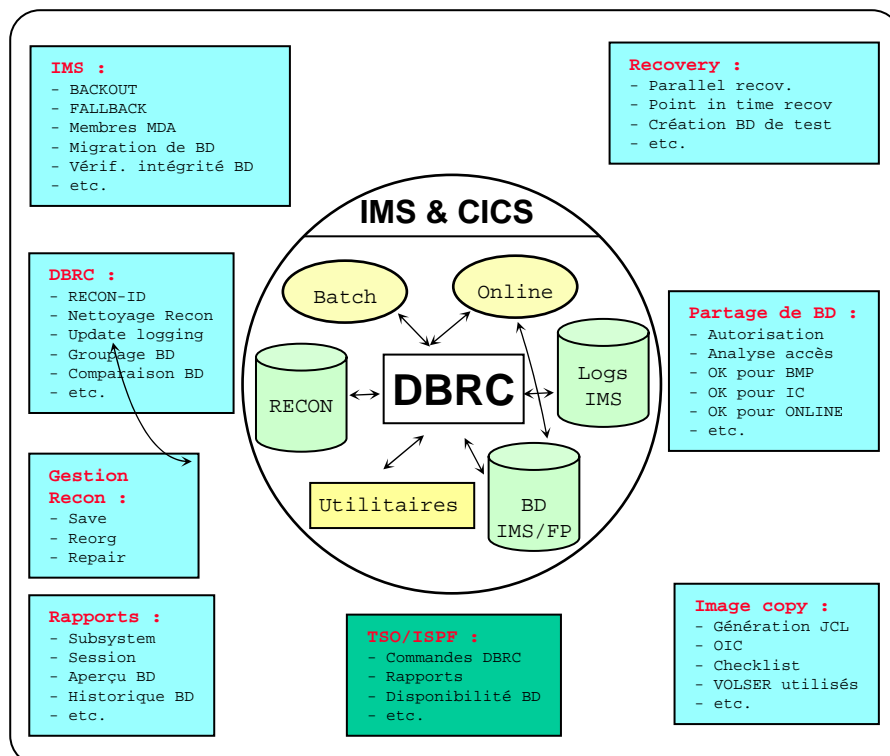 IMS :
- BACKOUT
- FALLBACK
- Membres MDA
- Migration de BD
- Vérif. intégrité BD
- etc.
Recovery :
- Parallel recov.
- Point in time recov
- Création BD de test
- etc.
IMS & CICS
Batch
Online
RECON
DBRC
Logs
IMS
Utilitaires
BD
IMS/FP
DBRC :
- RECON-ID
- Nettoyage Recon
- Update logging
- Groupage BD
- Comparaison BD
- etc.
Partage de BD :
- Autorisation
- Analyse accès
- OK pour BMP
- OK pour IC
- OK pour ONLINE
- etc.
Gestion
Recon :
- Save
- Reorg
- Repair
Rapports :
- Subsystem
- Session
- Aperçu BD
- Historique BD
- etc.
TSO/ISPF :
- Commandes DBRC
- Rapports
- Disponibilité BD
- etc.
Image copy :
- Génération JCL
- OIC
- Checklist
- VOLSER utilisés
- etc.